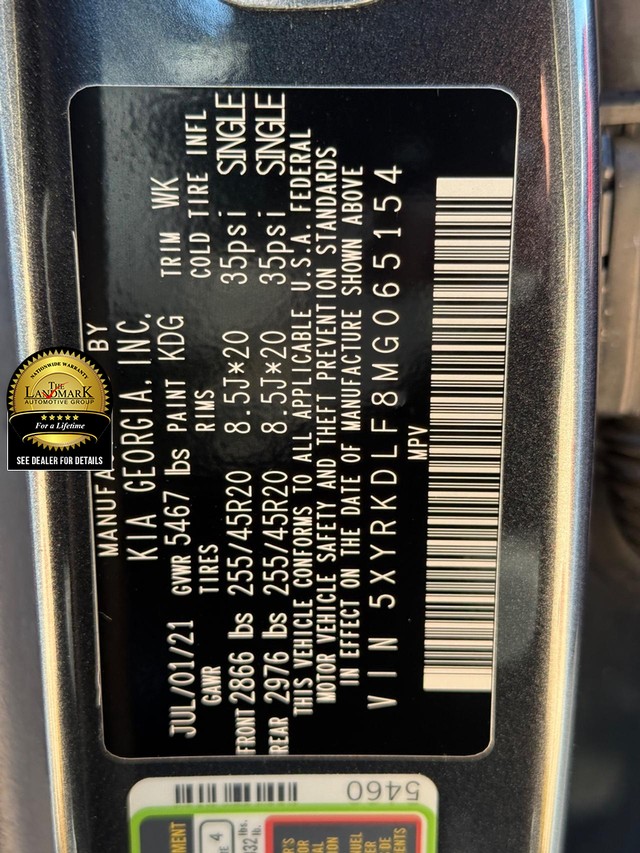 MANUFA BY
KIA GEORGIA, INC.
JUL/01/21 GVWR 5467 lbs PAINT KDG TRIM WK
GAWR TIRES RIMS COLD TIRE INFL
FRONT 2866 lbs 255/45R20 8.5J*20 35psi SINGLE
REAR 2976 lbs 255/45R20 8.5J*20 35psi SINGLE
THIS VEHICLE CONFORMS TO ALL APPLICABLE U.S.A. FEDERAL
MOTOR VEHICLE SAFETY AND THEFT PREVENTION STANDARDS
IN EFFECT ON THE DATE OF MANUFACTURE SHOWN ABOVE
VIN 5XYRKDLF8MG065154
MPV
NATIONWIDE WARRANTY
THE
LANDMARK
AUTOMOTIVE GROUP
For a Lifetime
SEE DEALER FOR DETAILS
5460